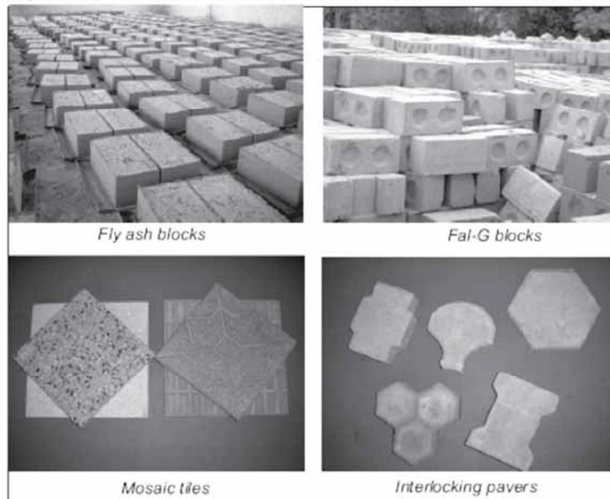 Fly ash blocks
Fal-G blocks
Mosaic tiles
Interlocking pavers